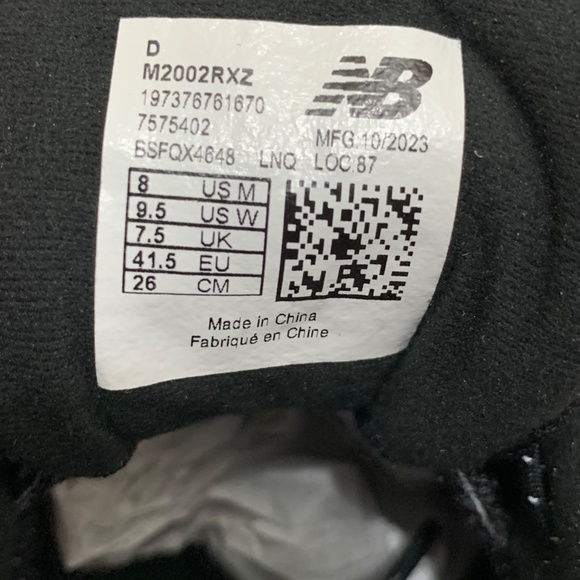 D
M2002RXZ
NB
197376761670
7575402
MFG.10/2023
BSFQX4648 LNQ LOC:87
8 US M
9.5 US W
7.5 UK
41.5 EU
26 CM
Made in China
Fabriqué en Chine